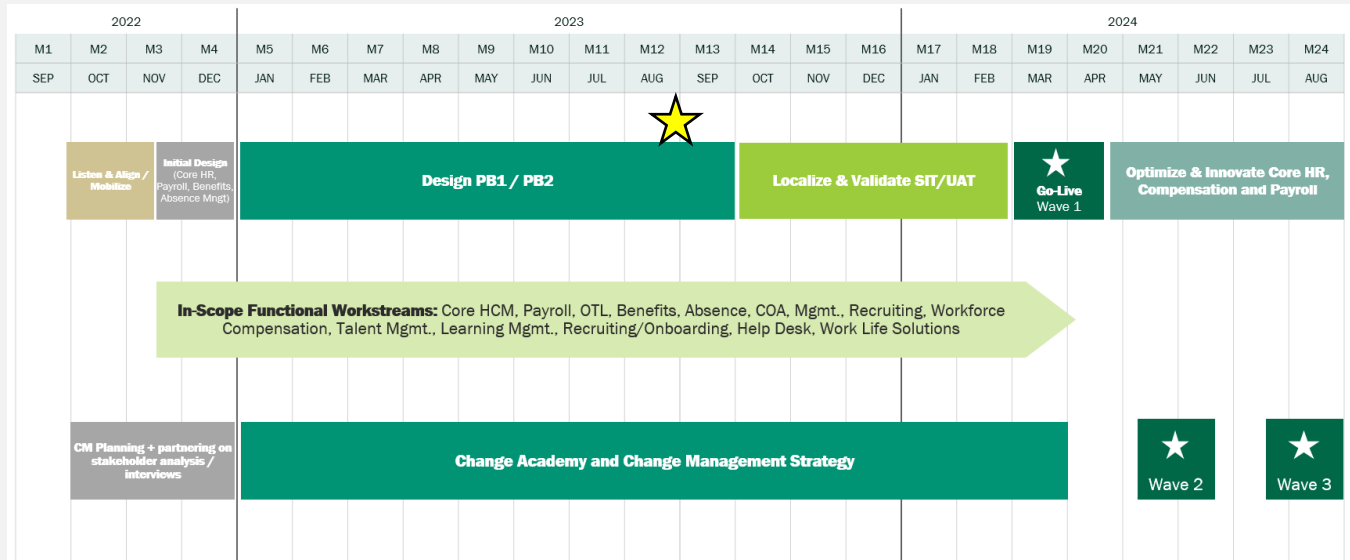 2022 2023 2024
M1 M2 M3 M4 M5 M6 M7 M8 M9 M10 M11 M12 M13 M14 M15 M16 M17 M18 M19 M20 M21 M22 M23 M24
SEP OCT NOV DEC JAN FEB MAR APR MAY JUN JUL AUG SEP OCT NOV DEC JAN FEB MAR APR MAY JUN JUL AUG
Listen & Align /
Mobilize
Initial Design
(Core HR,
Payroll, Benefits,
Absence Mngt)
Design PB1 / PB2
Localize & Validate SIT/UAT
Go-Live
Wave 1
Optimize & Innovate Core HR,
Compensation and Payroll
In-Scope Functional Workstreams: Core HCM, Payroll, OTL, Benefits, Absence, COA, Mgmt., Recruiting, Workforce
Compensation, Talent Mgmt., Learning Mgmt., Recruiting/Onboarding, Help Desk, Work Life Solutions
CM Planning + partnering on
stakeholder analysis /
interviews
Change Academy and Change Management Strategy
Wave 2
Wave 3